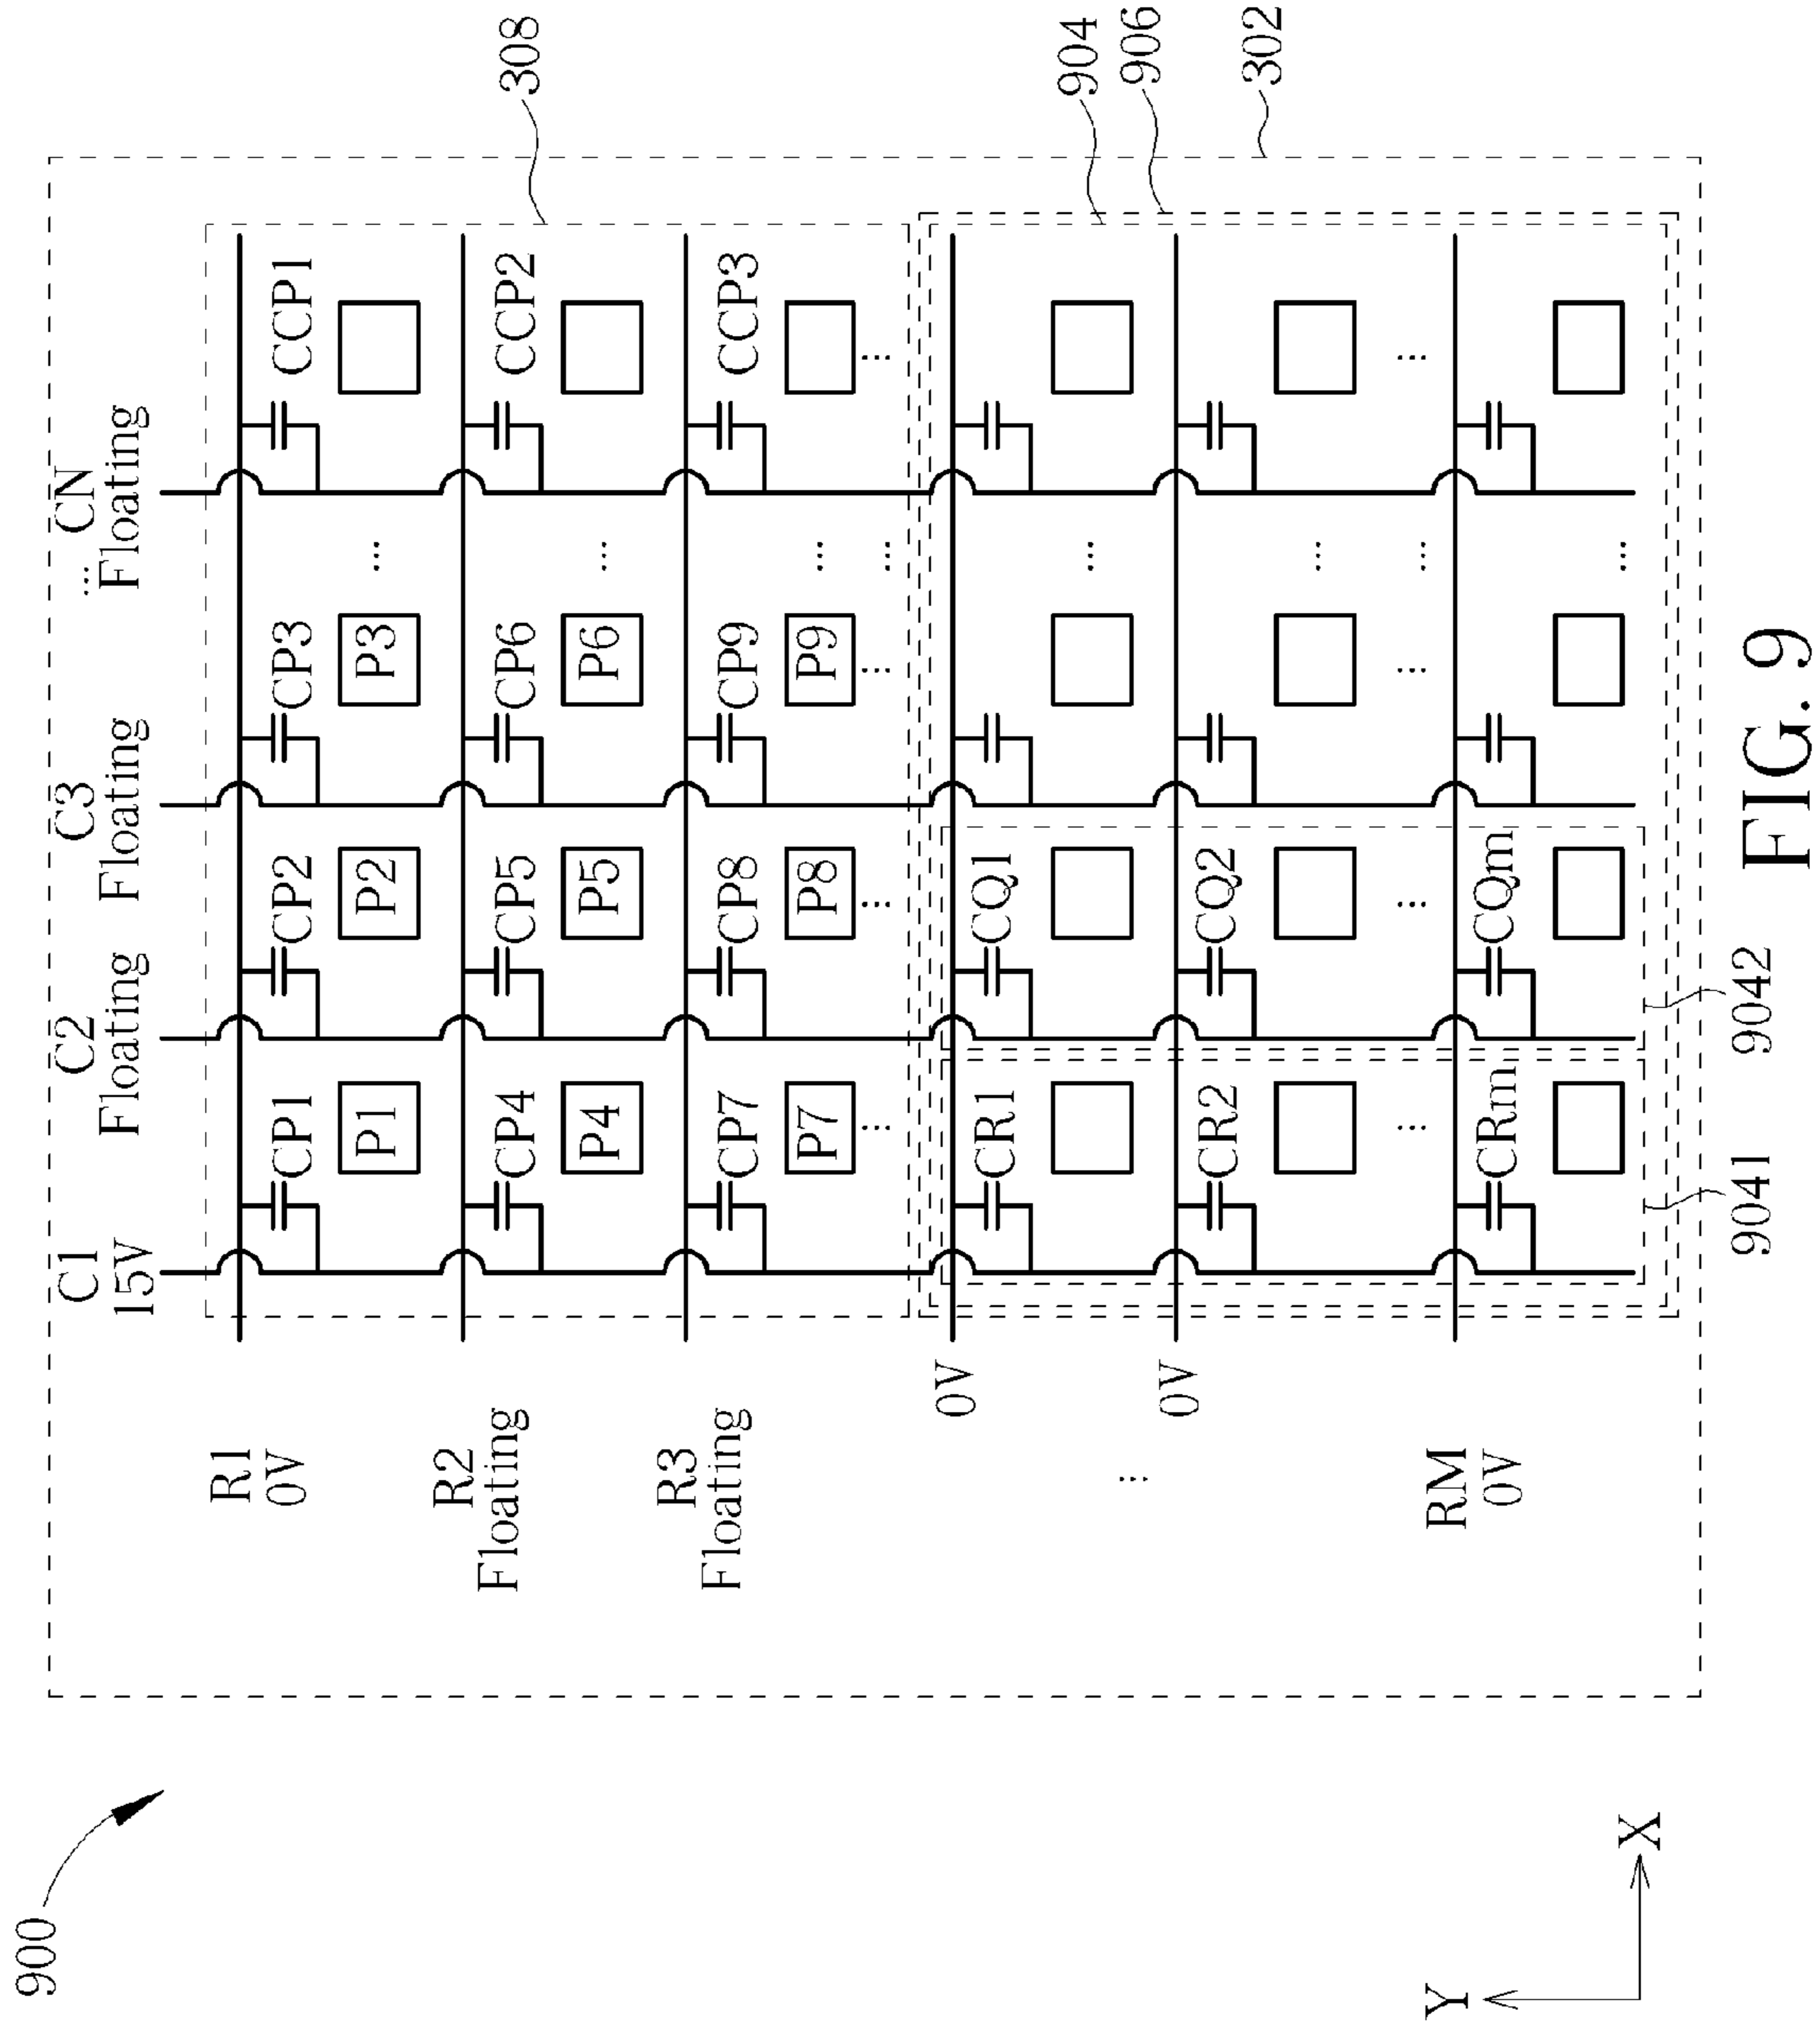 900
C1 C2 C3 ... CN
15V Floating Floating Floating
R1 CP1 CP2 CP3 CCP1
0V
P1 P2 P3 ...
R2 CP4 CP5 CP6 CCP2
Floating 308
P4 P5 P6 ...
R3 CP7 CP8 CP9 CCP3
Floating
P7 P8 P9 ...
... ... ... ... ...
0V CR1 CQ1
904
... ...
906
0V CR2 CQ2
302
...
... ... ... ... ...
RM CRm CQm
0V
...
Y
X
9041 9042
FIG. 9